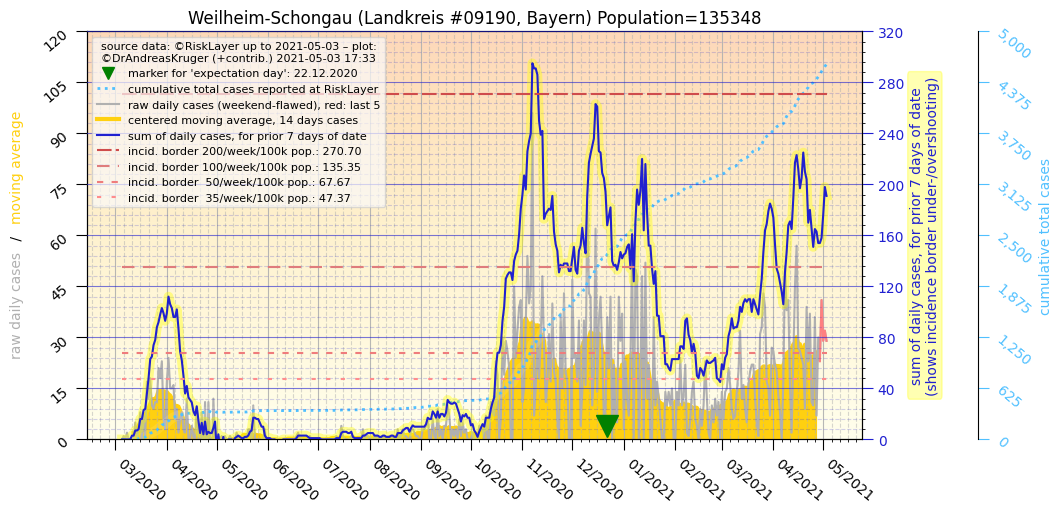 Weilheim-Schongau (Landkreis #09190, Bayern) Population=135348
source data: ©RiskLayer up to 2021-05-03 – plot:
©DrAndreasKruger (+contrib.) 2021-05-03 17:33
marker for 'expectation day': 22.12.2020
cumulative total cases reported at RiskLayer
raw daily cases (weekend-flawed), red: last 5
centered moving average, 14 days cases
sum of daily cases, for prior 7 days of date
incid. border 200/week/100k pop.: 270.70
incid. border 100/week/100k pop.: 135.35
incid. border  50/week/100k pop.: 67.67
incid. border  35/week/100k pop.: 47.37
raw daily cases / moving average
120
105
90
75
60
45
30
15
0
03/2020
04/2020
05/2020
06/2020
07/2020
08/2020
09/2020
10/2020
11/2020
12/2020
01/2021
02/2021
03/2021
04/2021
05/2021
320
280
240
200
160
120
80
40
0
sum of daily cases, for prior 7 days of date
(shows incidence border under-/overshooting)
5,000
4,375
3,750
3,125
2,500
1,875
1,250
625
0
cumulative total cases